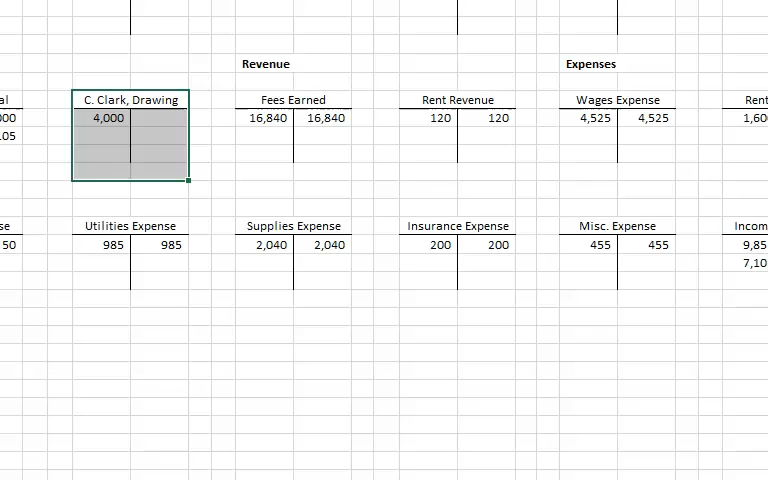 Revenue Expenses
al C. Clark, Drawing Fees Earned Rent Revenue Wages Expense Rent
000 4,000 16,840 16,840 120 120 4,525 4,525 1,60
.05
se Utilities Expense Supplies Expense Insurance Expense Misc. Expense Incom
50 985 985 2,040 2,040 200 200 455 455 9,85
7,10